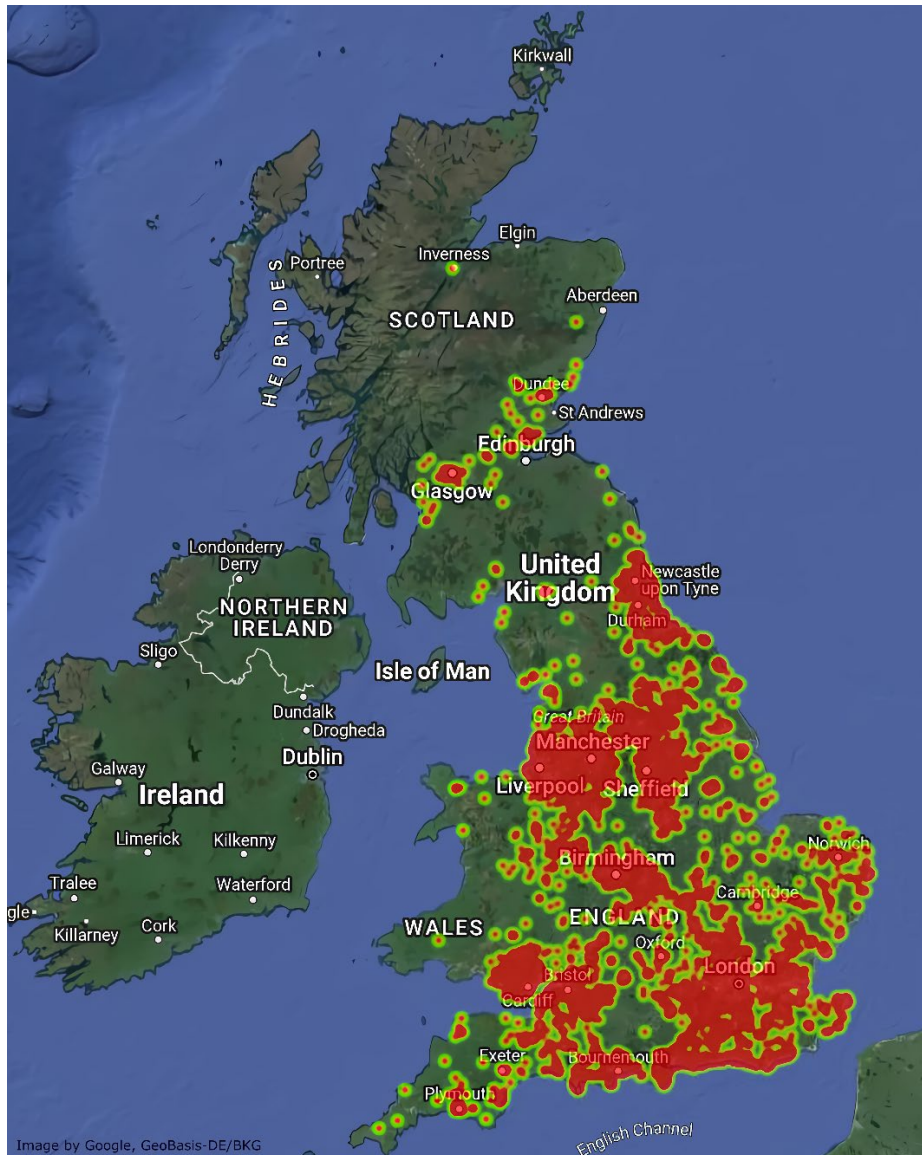 Kirkwall
Elgin
Inverness
Portree
HEBRIDES
Aberdeen
SCOTLAND
Dundee
St Andrews
Edinburgh
Glasgow
Londonderry
Derry
United
Kingdom
Newcastle
upon Tyne
NORTHERN
IRELAND
Durham
Sligo
Isle of Man
Dundalk
Great Britain
Drogheda
Manchester
Dublin
Galway
Liverpool
Sheffield
Ireland
Limerick
Kilkenny
Norwich
Birmingham
Tralee
Waterford
Cambridge
gle
Killarney
Cork
WALES
ENGLAND
Oxford
London
Bristol
Cardiff
Exeter
Bournemouth
Plymouth
English Channel
Image by Google, GeoBasis-DE/BKG